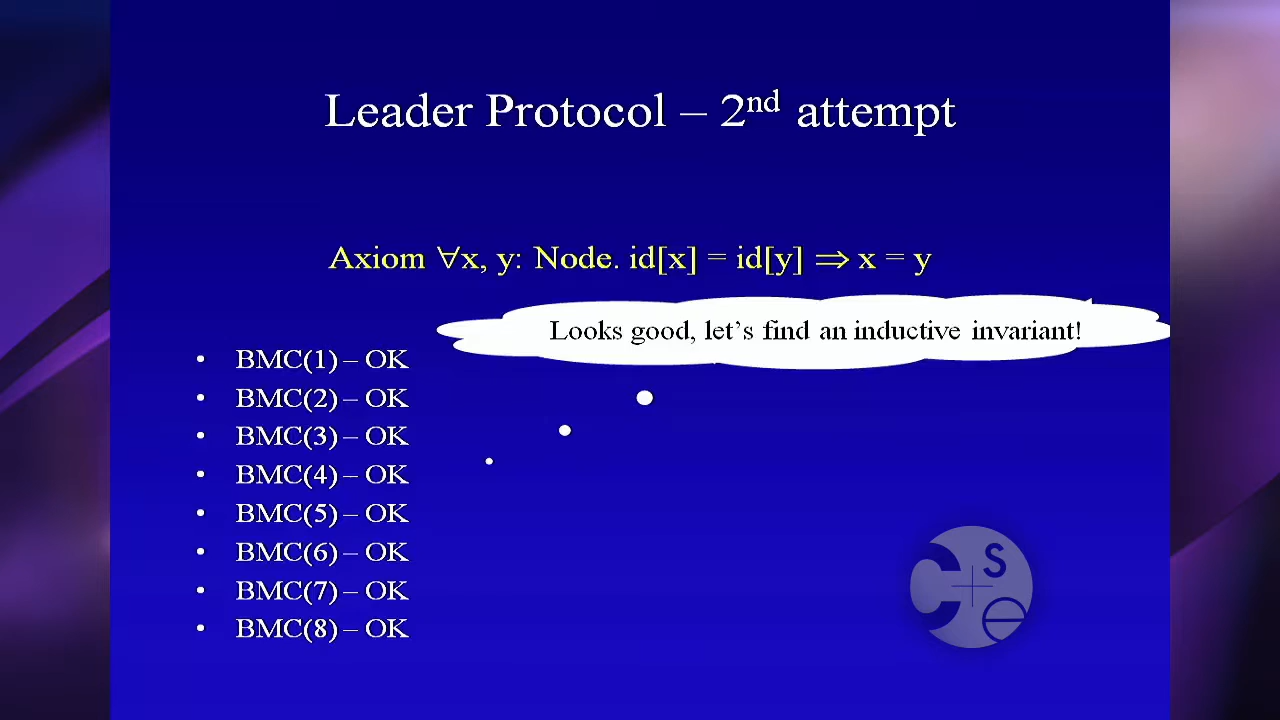 Leader Protocol – 2nd attempt
Axiom ∀x, y: Node. id[x] = id[y] ⇒ x = y
Looks good, let’s find an inductive invariant!
• BMC(1) – OK
• BMC(2) – OK
• BMC(3) – OK
• BMC(4) – OK
• BMC(5) – OK
• BMC(6) – OK
• BMC(7) – OK
• BMC(8) – OK
C s e